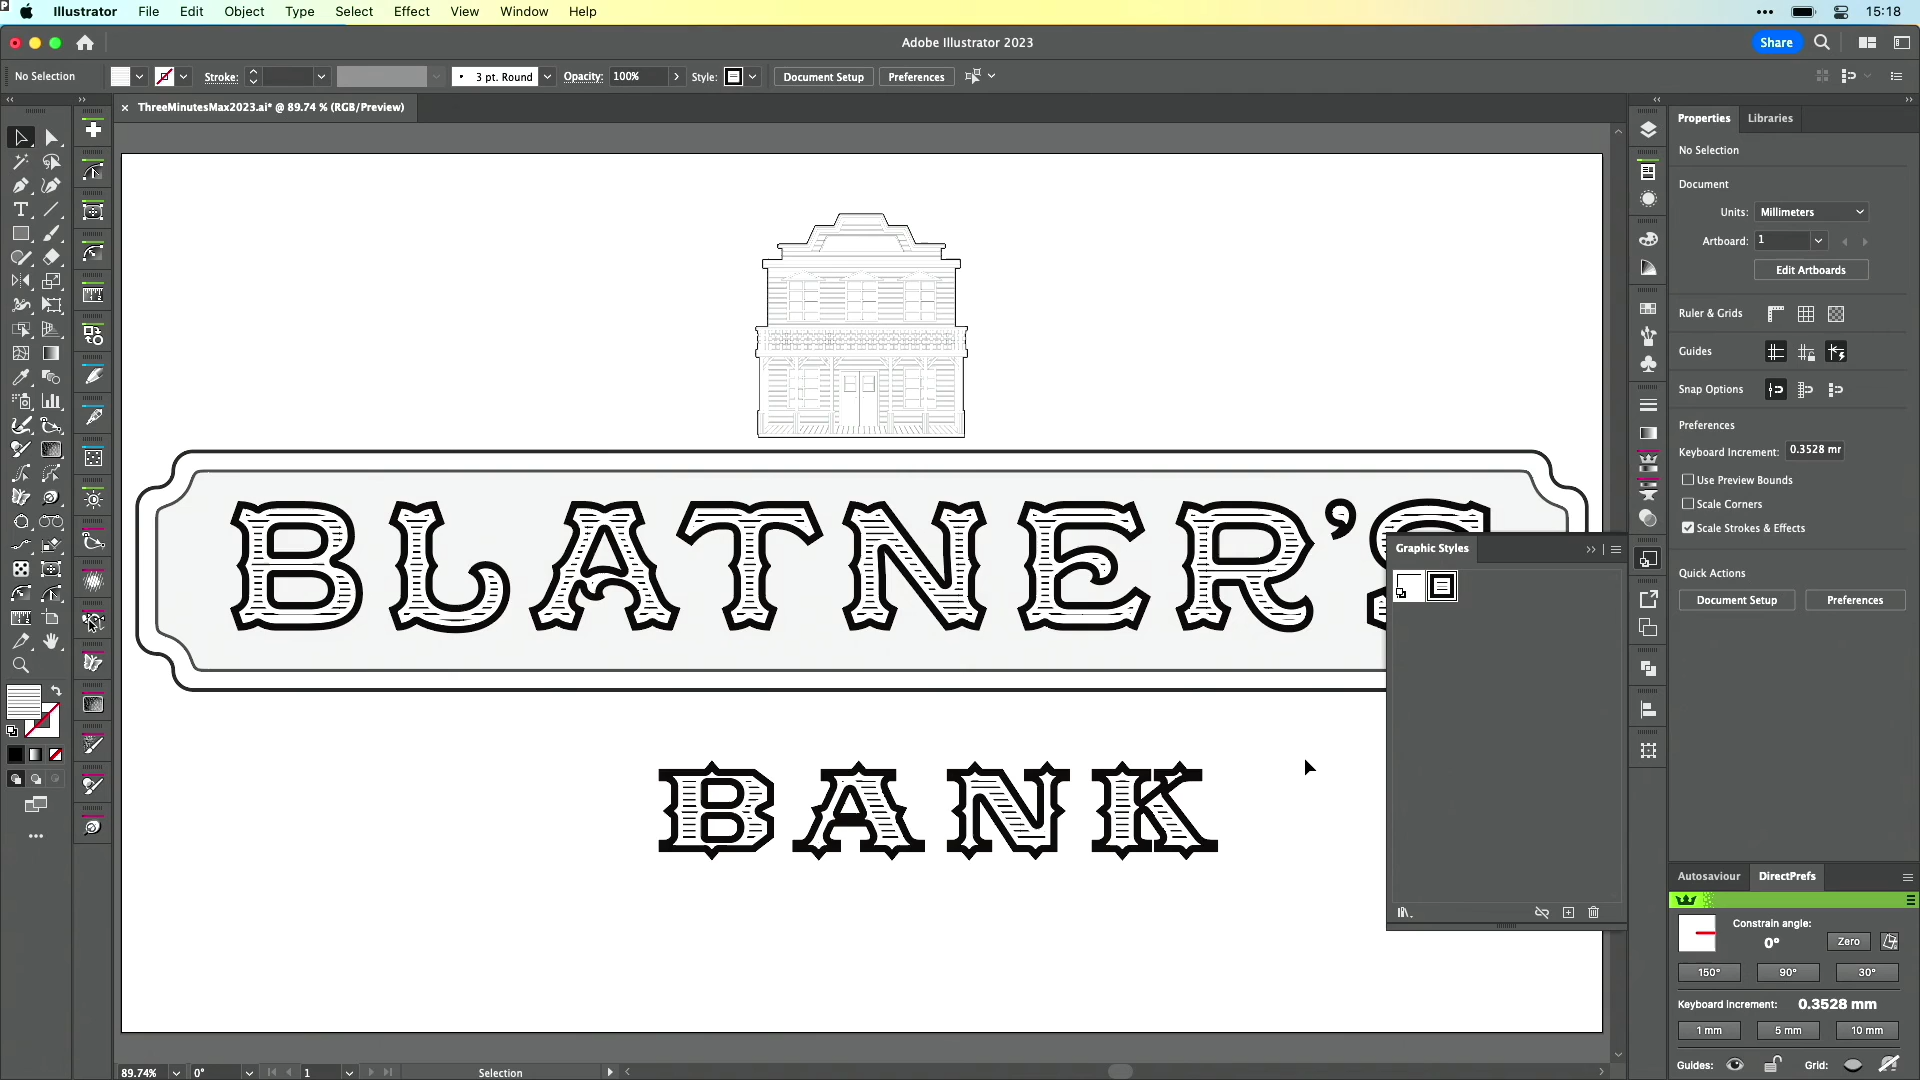 Illustrator File Edit Object Type Select Effect View Window Help 15:18
Adobe Illustrator 2023 Share
No Selection Stroke: 3 pt. Round Opacity: 100% Style: Document Setup Preferences
× ThreeMinutesMax2023.ai* @ 89.74 % (RGB/Preview)
Properties Libraries
No Selection
Document
Units: Millimeters
Artboard: 1
Edit Artboards
Ruler & Grids
Guides
Snap Options
Preferences
Keyboard Increment: 0.3528 mr
Use Preview Bounds
Scale Corners
Scale Strokes & Effects
Quick Actions
Document Setup Preferences
BLATNER'S
Graphic Styles
BANK
Autosaviour DirectPrefs
Constrain angle:
0° Zero
150° 90° 30°
Keyboard Increment: 0.3528 mm
1 mm 5 mm 10 mm
Guides: Grid:
89.74% 0° 1 Selection